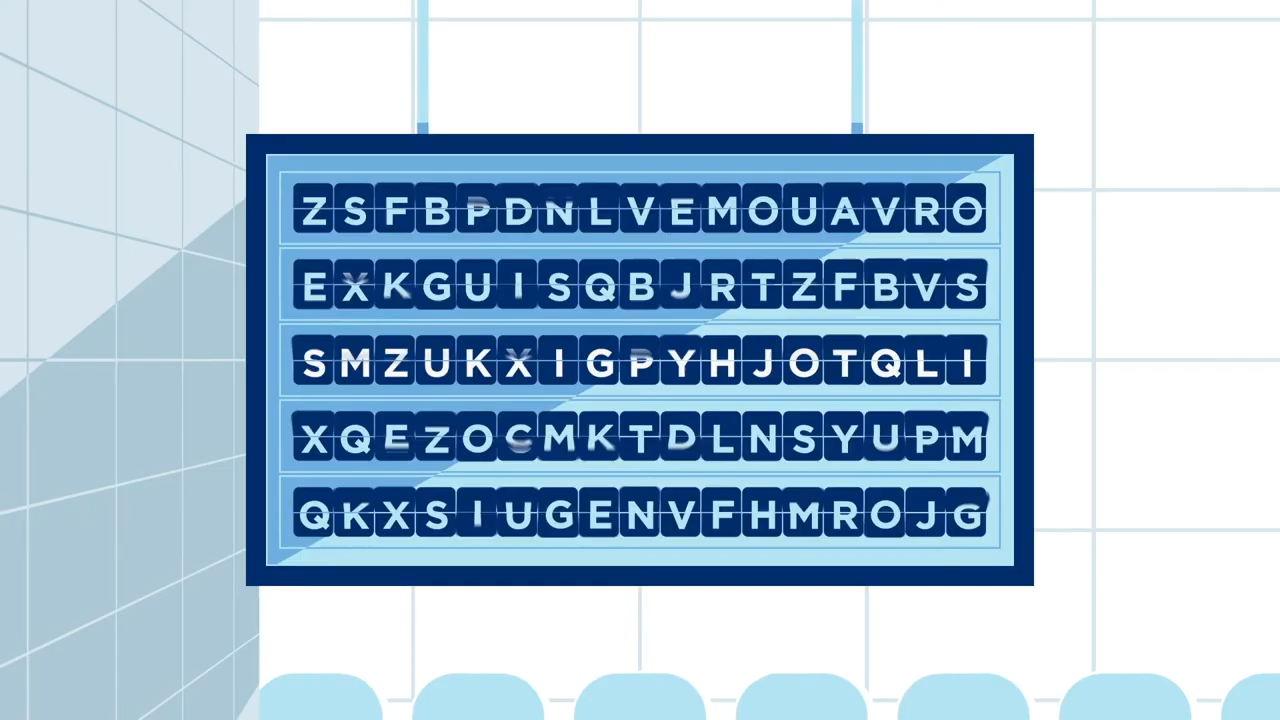 ZSFBPDNLVEMOUAVRO
EXKGUISQBJRTZFBVS
SMZUKXIGPYHJOTQLI
XQEZOCMKTDLNSYUPM
QKXSIUGENVFHMROJG